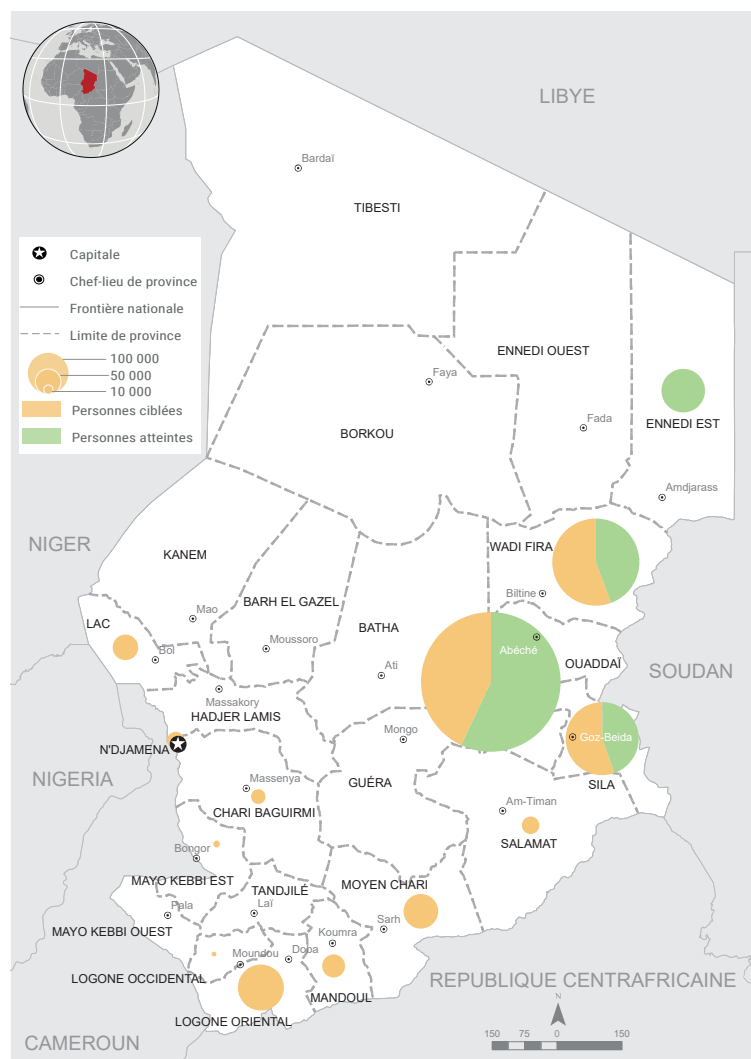 LIBYE
Bardaï
TIBESTI
Capitale
Chef-lieu de province
Frontière nationale
Limite de province
100 000
50 000
10 000
Personnes ciblées
Personnes atteintes
ENNEDI OUEST
Faya
BORKOU
Fada
ENNEDI EST
Amdjarass
NIGER
KANEM
WADI FIRA
BARH EL GAZEL
Biltine
Mao
LAC
BATHA
Moussoro
Abéché
Bol
Ati
OUADDAÏ
SOUDAN
Massakory
HADJER LAMIS
Mongo
Goz-Beida
N'DJAMENA
NIGERIA
Massenya
GUÉRA
SILA
CHARI BAGUIRMI
Am-Timan
SALAMAT
Bongor
MAYO KEBBI EST
MOYEN CHARI
TANDJILÉ
Pala
Laï
MAYO KEBBI OUEST
Sarh
Koumra
Moundou
Doba
LOGONE OCCIDENTAL
REPUBLIQUE CENTRAFRICAINE
MANDOUL
LOGONE ORIENTAL
N
CAMEROUN
150 75 0 150